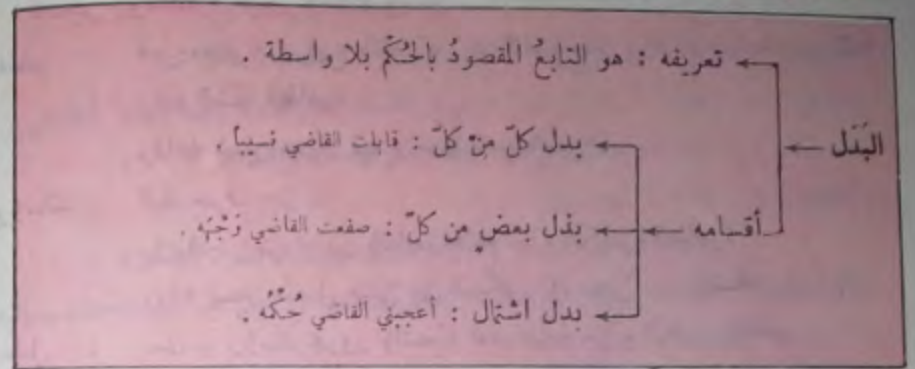 تعريفه : هو التابعُ المقصودُ بالحُكْمِ بلا واسطة .
البَدَل
بدل كلّ منْ كلّ : قابلت القاضي نسيباً .
أقسامه
بدل بعضٍ من كلّ : صفعت القاضي وَجْهَه .
بدل اشتمال : أعجبني القاضي حُكْمُه .